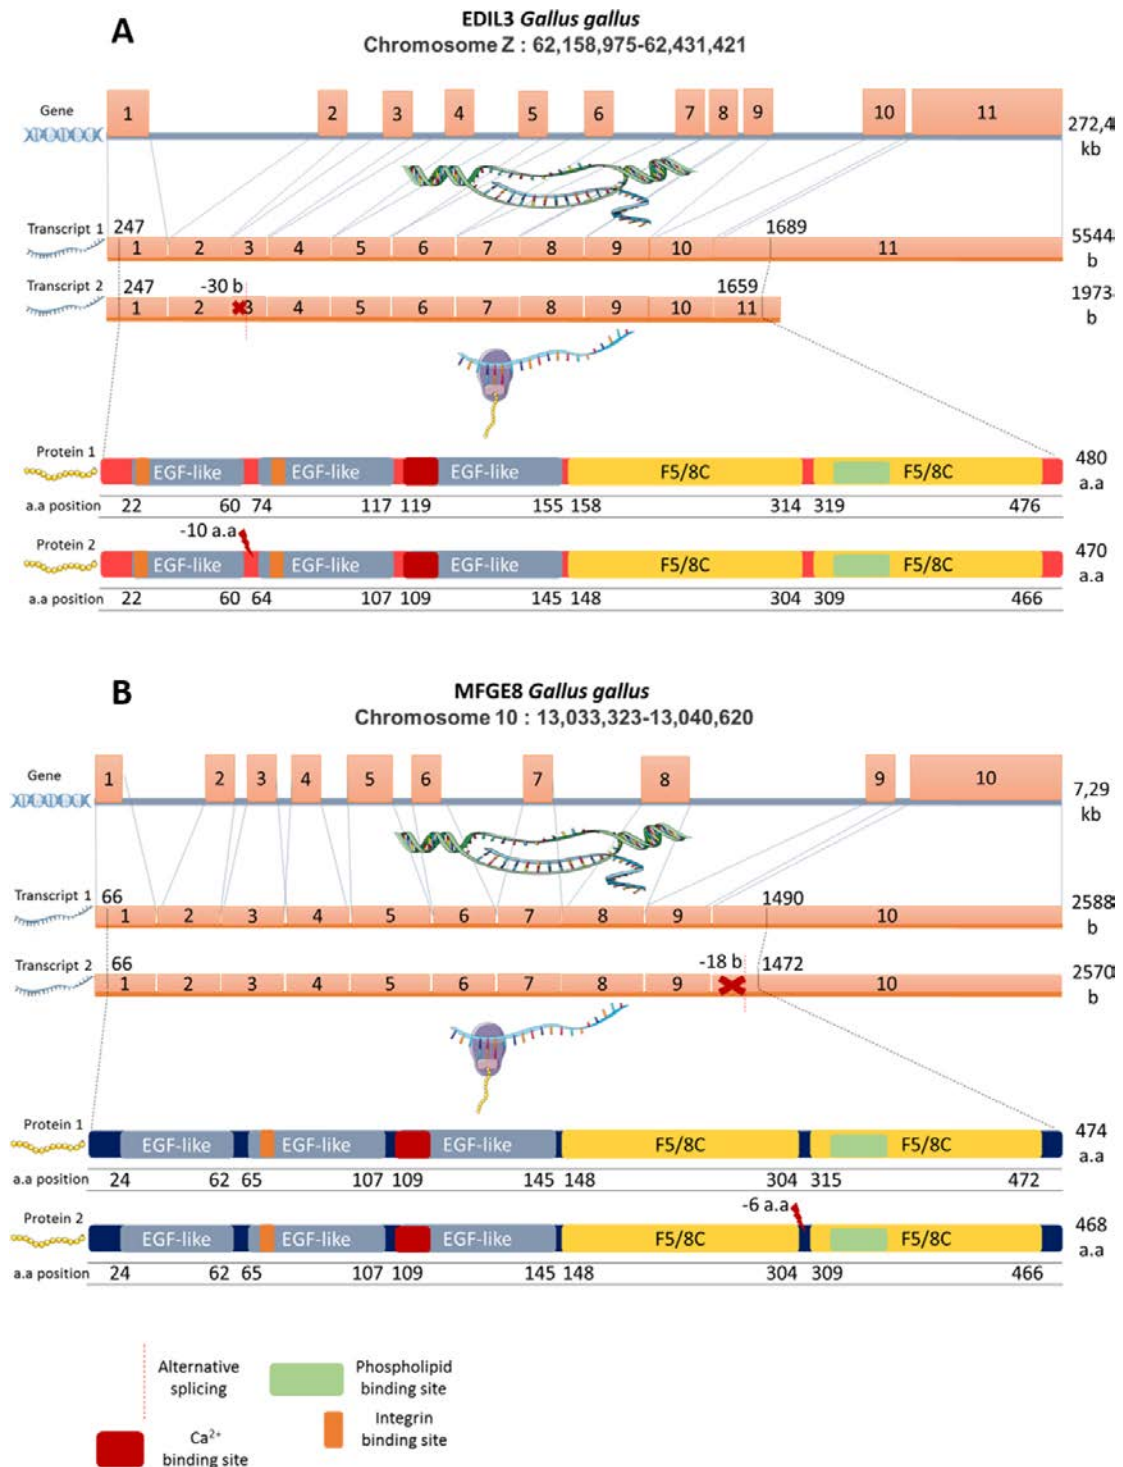 A
EDIL3 Gallus gallus
Chromosome Z : 62,158,975-62,431,421
Gene
1 2 3 4 5 6 7 8 9 10 11
272,4
kb
Transcript 1
247
1689
1 2 3 4 5 6 7 8 9 10 11
5544
b
Transcript 2
247
-30 b
1659
1 2 3 4 5 6 7 8 9 10 11
1973
b
Protein 1
EGF-like EGF-like EGF-like F5/8C F5/8C
480
a.a
a.a position
22 60 74 117 119 155 158 314 319 476
-10 a.a
Protein 2
EGF-like EGF-like EGF-like F5/8C F5/8C
470
a.a
a.a position
22 60 64 107 109 145 148 304 309 466
B
MFGE8 Gallus gallus
Chromosome 10 : 13,033,323-13,040,620
Gene
1 2 3 4 5 6 7 8 9 10
7,29
kb
Transcript 1
66
1490
1 2 3 4 5 6 7 8 9 10
2588
b
Transcript 2
66
-18 b
1472
1 2 3 4 5 6 7 8 9 10
2570
b
Protein 1
EGF-like EGF-like EGF-like F5/8C F5/8C
474
a.a
a.a position
24 62 65 107 109 145 148 304 315 472
-6 a.a
Protein 2
EGF-like EGF-like EGF-like F5/8C F5/8C
468
a.a
a.a position
24 62 65 107 109 145 148 304 309 466
Alternative
splicing
Phospholipid
binding site
Ca²⁺
binding site
Integrin
binding site